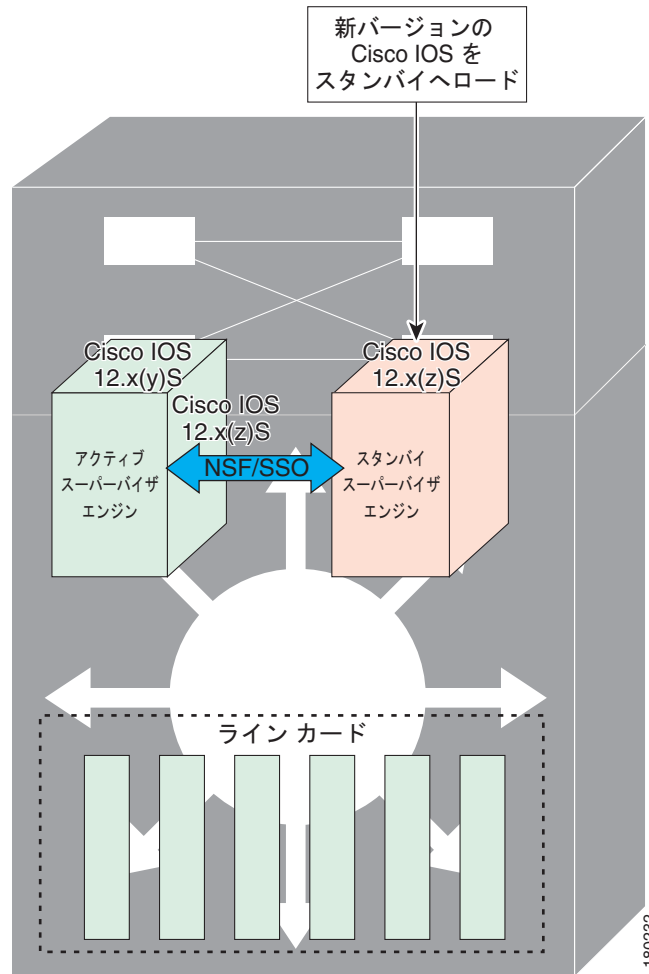 新バージョンの
Cisco IOS を
スタンバイへロード
Cisco IOS
12.x(y)S
Cisco IOS
12.x(z)S
Cisco IOS
12.x(z)S
アクティブ
スーパーバイザ
エンジン
NSF/SSO
スタンバイ
スーパーバイザ
エンジン
ライン カード
180232